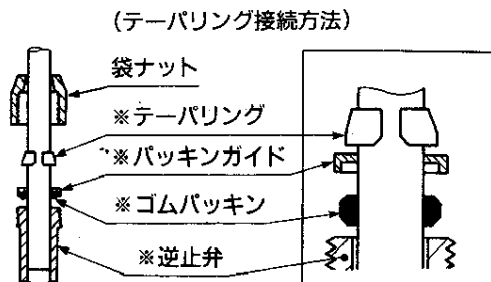 (テーパリング接続方法)
袋ナット
※テーパリング
※パッキンガイド
※ゴムパッキン
※逆止弁